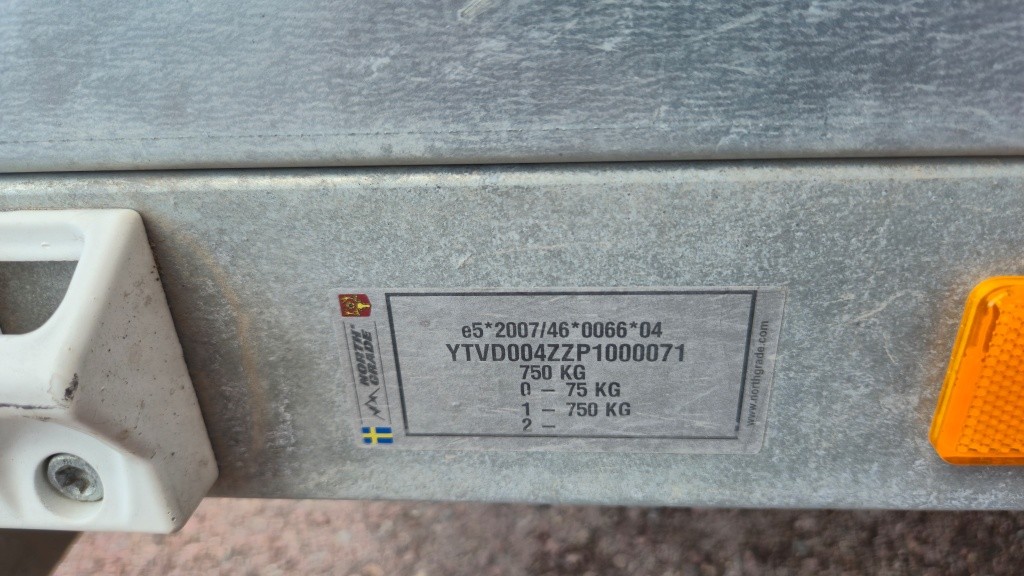 e5*2007/46*0066*04
YTVD004ZZP1000071
750 KG
0 – 75 KG
1 – 750 KG
2 –
NORTH
GRADE
www.northgrade.com